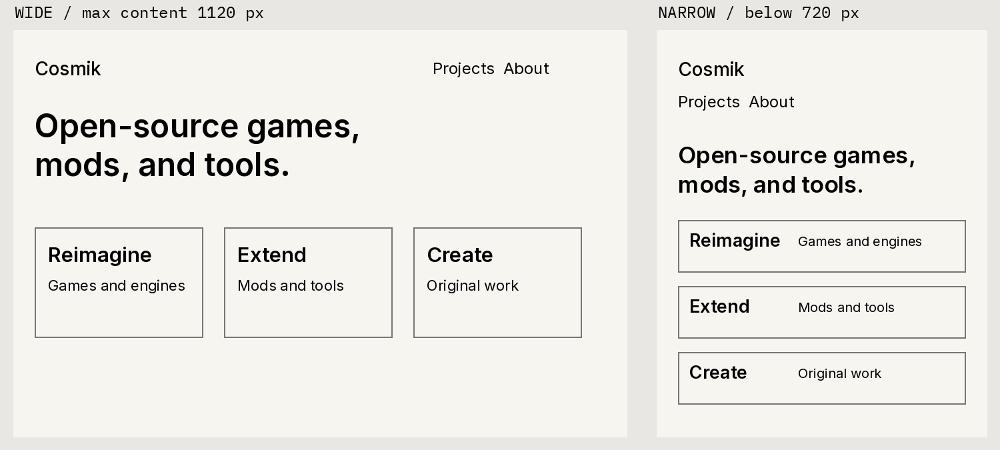 WIDE / max content 1120 px
Cosmik
Projects About
Open-source games,
mods, and tools.
Reimagine
Games and engines
Extend
Mods and tools
Create
Original work
NARROW / below 720 px
Cosmik
Projects About
Open-source games,
mods, and tools.
Reimagine Games and engines
Extend Mods and tools
Create Original work